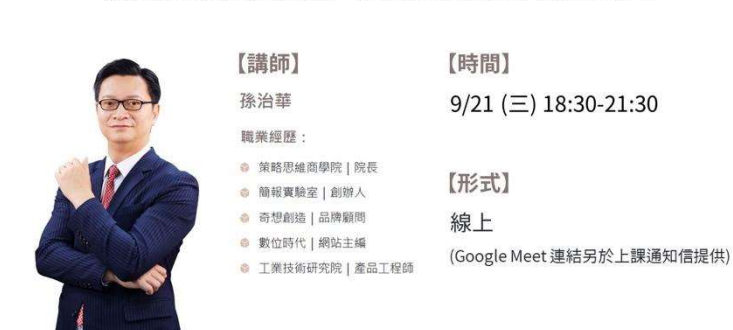 【講師】
孫治華
職業經歷：
策略思維商學院 | 院長
簡報實驗室 | 創辦人
奇想創造 | 品牌顧問
數位時代 | 網站主編
工業技術研究院 | 產品工程師
【時間】
9/21 (三) 18:30-21:30
【形式】
線上
(Google Meet 連結另於上課通知信提供)